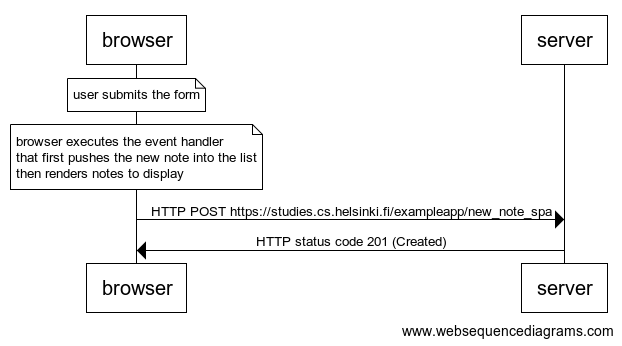 browser
server
user submits the form
browser executes the event handler
that first pushes the new note into the list
then renders notes to display
HTTP POST https://studies.cs.helsinki.fi/exampleapp/new_note_spa
HTTP status code 201 (Created)
browser
server
www.websequencediagrams.com